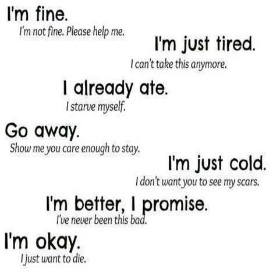 I'm fine.
I'm not fine. Please help me.
I'm just tired.
I can't take this anymore.
I already ate.
I starve myself.
Go away.
Show me you care enough to stay.
I'm just cold.
I don't want you to see my scars.
I'm better, I promise.
I've never been this bad.
I'm okay.
I just want to die.